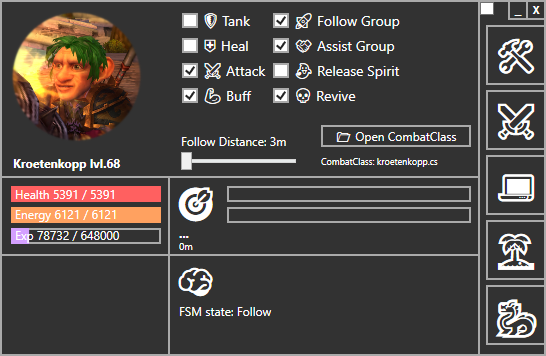 Tank
Follow Group
Heal
Assist Group
Attack
Release Spirit
Buff
Revive
Follow Distance: 3m
Open CombatClass
Kroetenkopp lvl.68
CombatClass: kroetenkopp.cs
Health 5391 / 5391
Energy 6121 / 6121
Exp 78732 / 648000
...
0m
FSM state: Follow
_ X